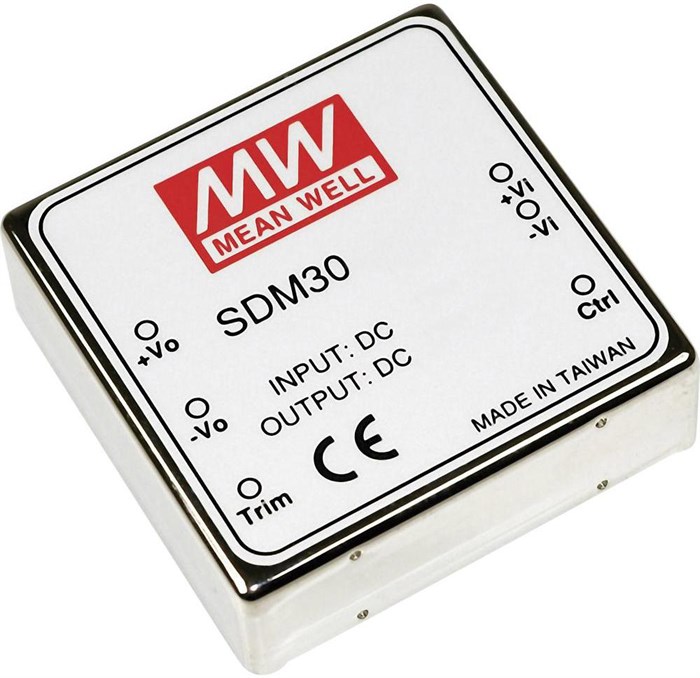 MW
MEAN WELL
SDM30
INPUT: DC
OUTPUT: DC
CE
+Vo
-Vo
Trim
+Vi
-Vi
Ctrl
MADE IN TAIWAN